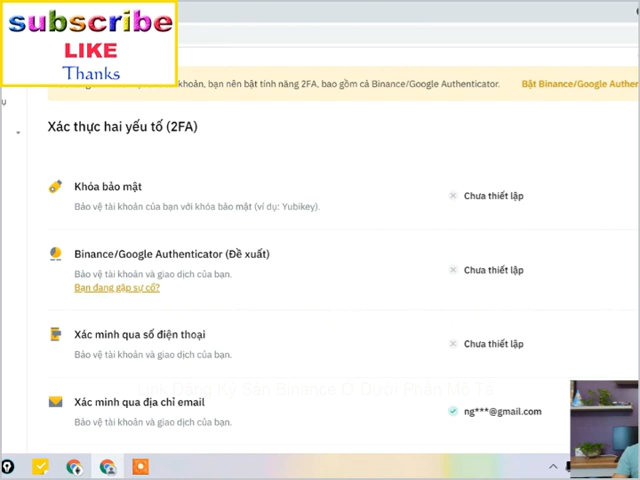 subscribe
LIKE
Thanks
khoản, bạn nên bật tính năng 2FA, bao gồm cả Binance/Google Authenticator. Bật Binance/Google Authen
Xác thực hai yếu tố (2FA)
Khóa bảo mật
Bảo vệ tài khoản của bạn với khóa bảo mật (ví dụ: Yubikey).
Chưa thiết lập
Binance/Google Authenticator (Đề xuất)
Bảo vệ tài khoản và giao dịch của bạn.
Bạn đang gặp sự cố?
Chưa thiết lập
Xác minh qua số điện thoại
Bảo vệ tài khoản và giao dịch của bạn.
Chưa thiết lập
Link Đăng Ký Sàn Binance Ở Dưới Phần Mô Tả
Xác minh qua địa chỉ email
Bảo vệ tài khoản và giao dịch của bạn.
ng***@gmail.com